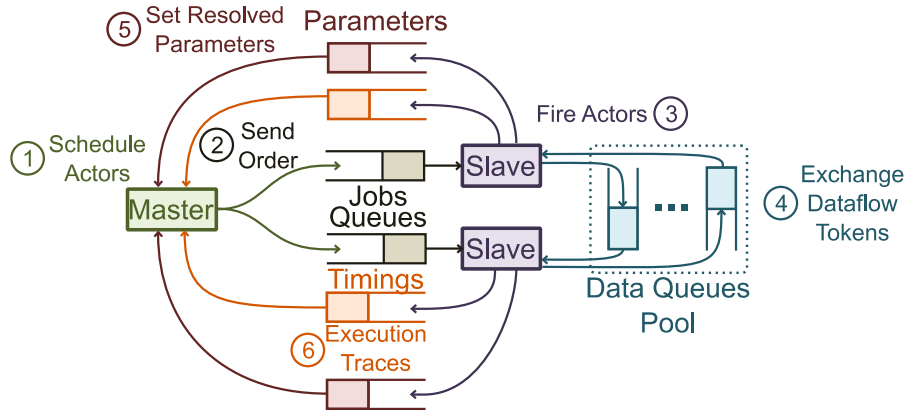 5 Set Resolved
Parameters
Parameters
Fire Actors 3
1 Schedule
Actors
2 Send
Order
Slave
Master
Jobs
Queues
4 Exchange
Dataflow
Tokens
Slave
Timings
Data Queues
Pool
6 Execution
Traces